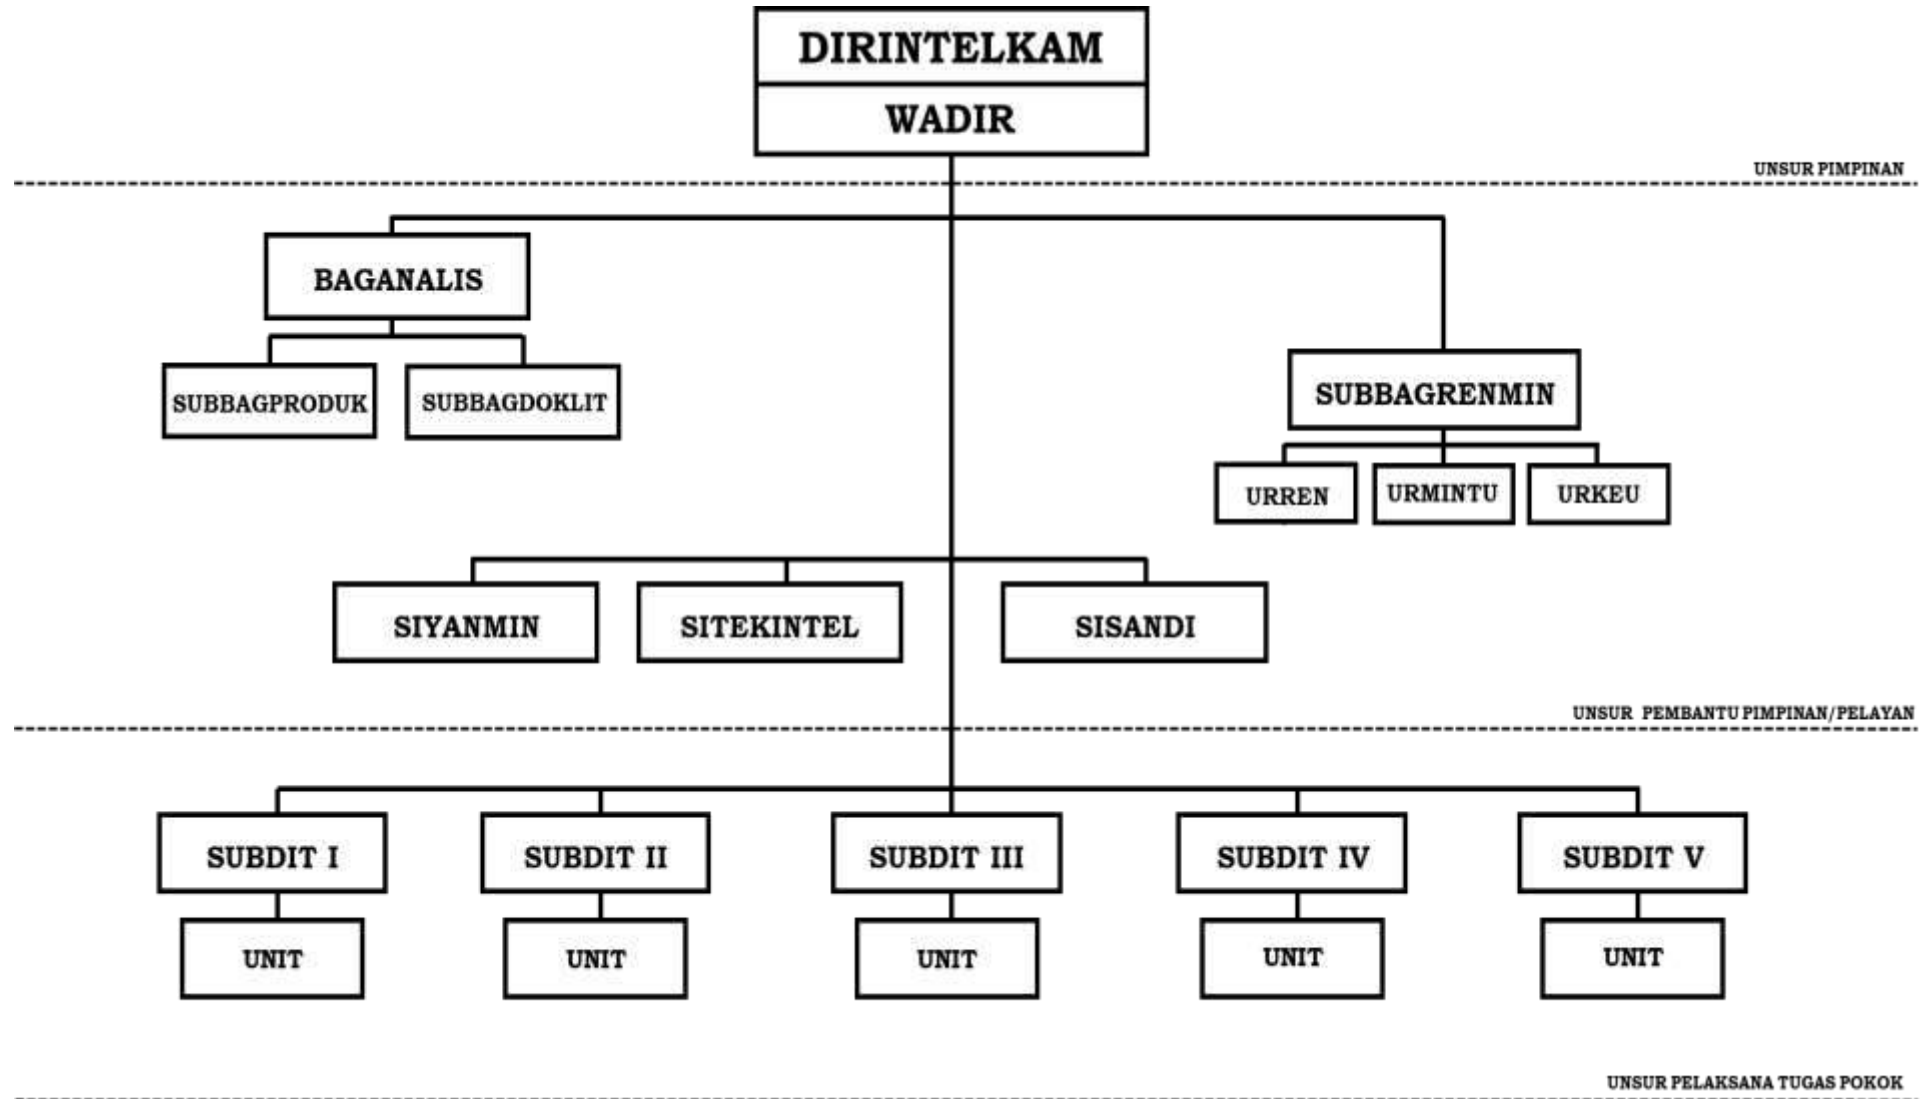 DIRINTELKAM
WADIR
UNSUR PIMPINAN
BAGANALIS
SUBBAGPRODUK
SUBBAGDOKLIT
SUBBAGRENMIN
URREN
URMINTU
URKEU
SIYANMIN
SITEKINTEL
SISANDI
UNSUR PEMBANTU PIMPINAN/PELAYAN
SUBDIT I
SUBDIT II
SUBDIT III
SUBDIT IV
SUBDIT V
UNIT
UNIT
UNIT
UNIT
UNIT
UNSUR PELAKSANA TUGAS POKOK